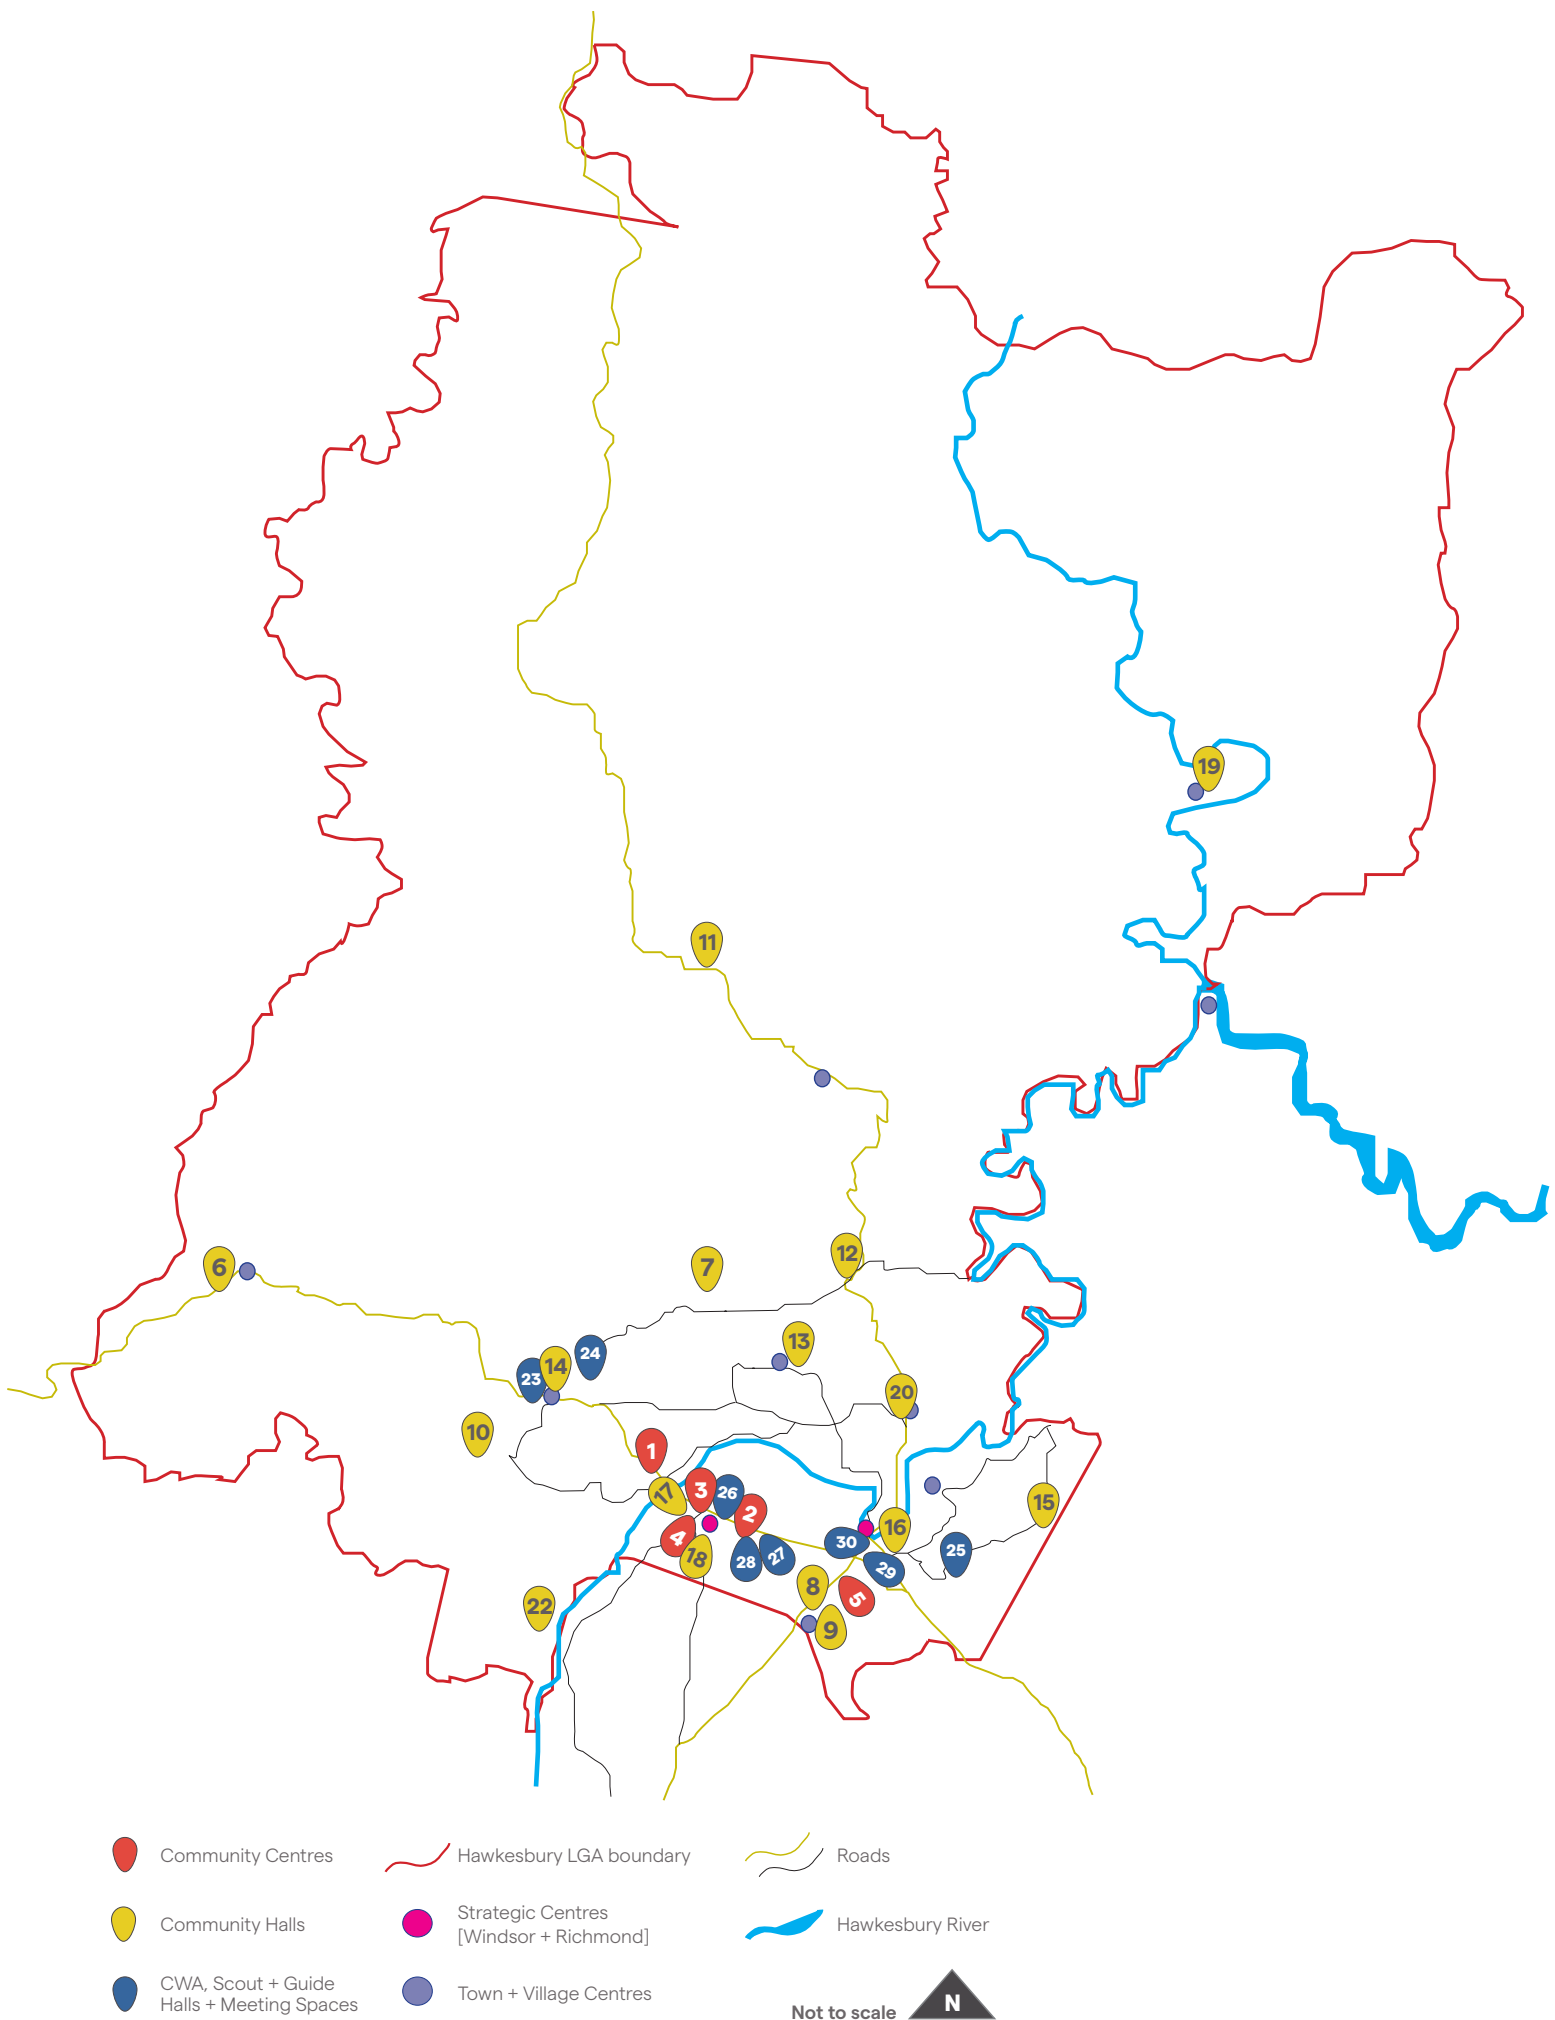 19
11
12
6
7
13
24
14
23
20
10
1
3
26
17
2
15
4
16
18
30
25
28
27
29
8
5
22
9
Community Centres
Hawkesbury LGA boundary
Roads
Community Halls
Strategic Centres
[Windsor + Richmond]
Hawkesbury River
CWA, Scout + Guide
Halls + Meeting Spaces
Town + Village Centres
Not to scale
N